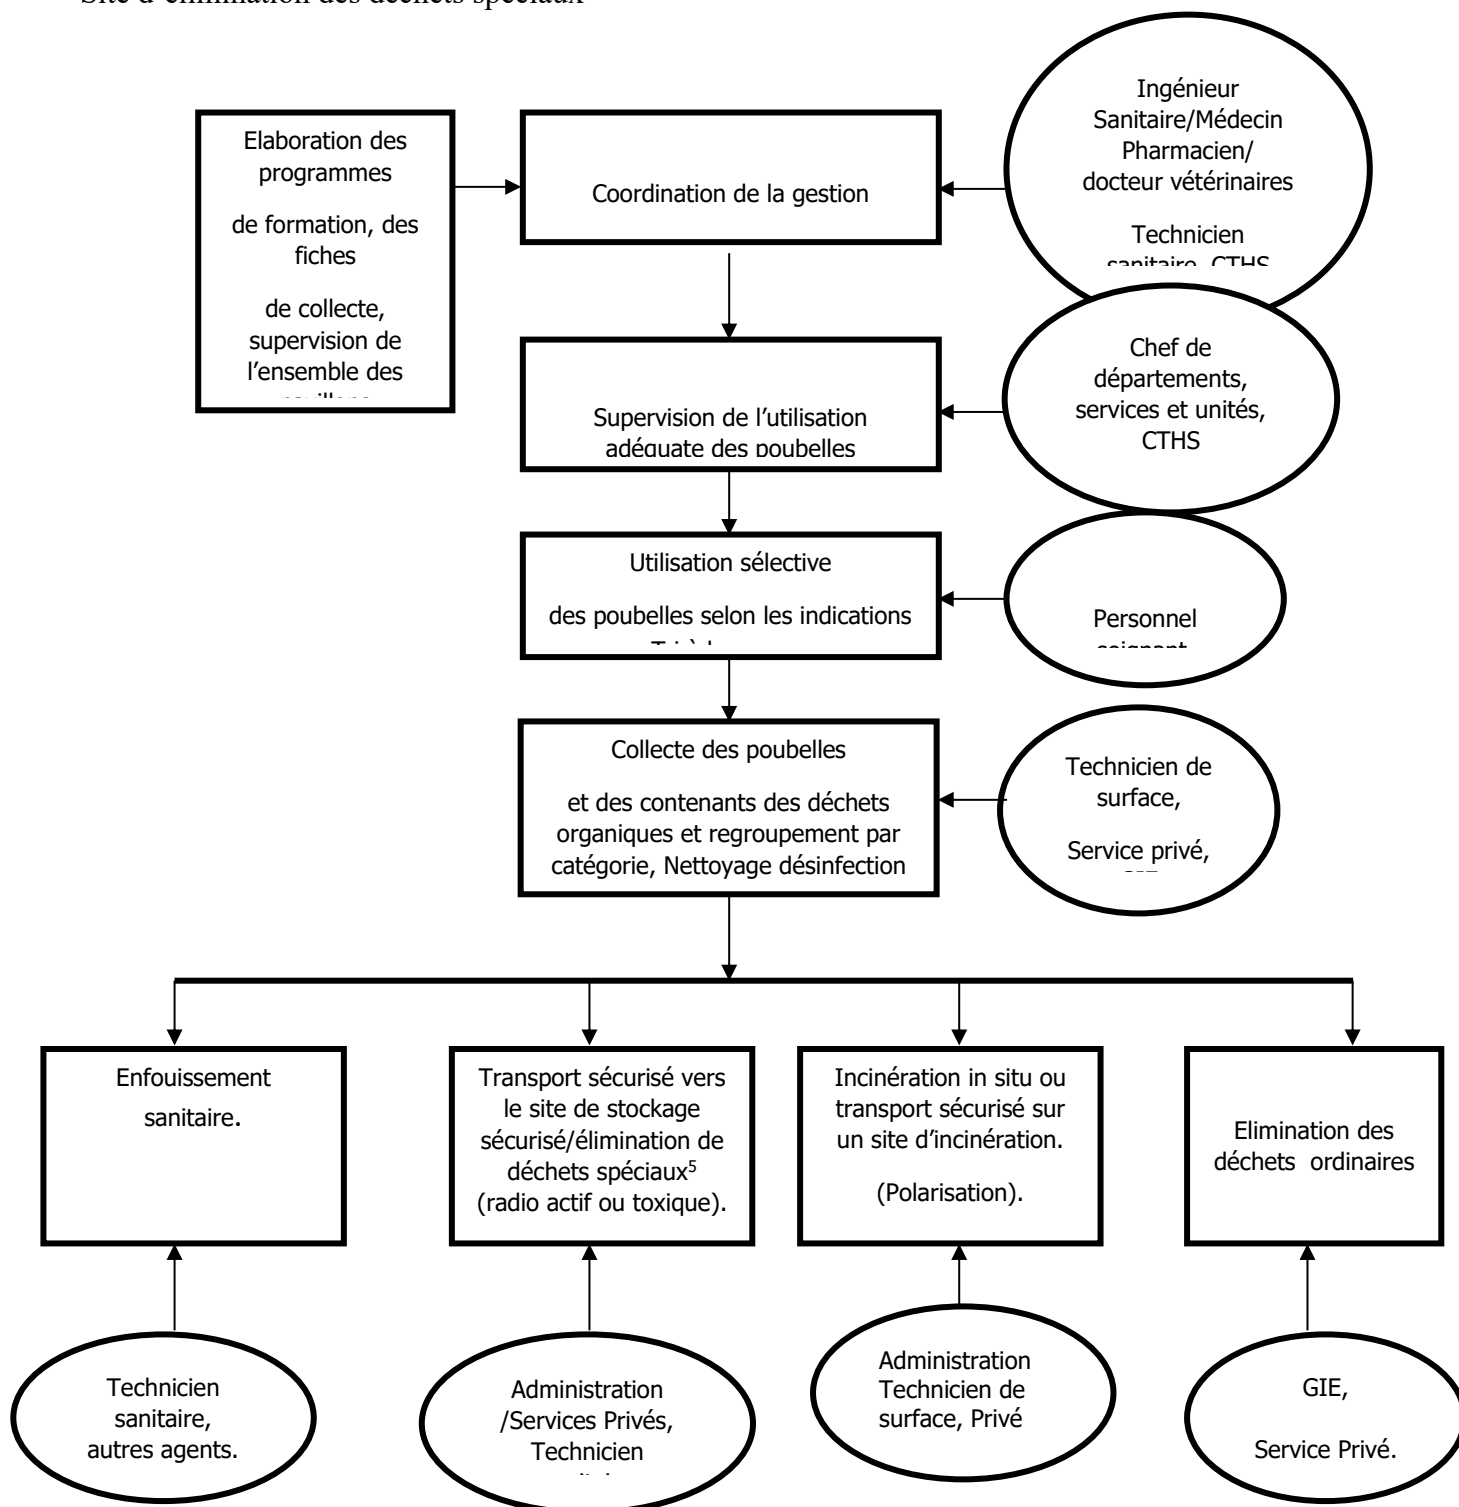 Elaboration des
programmes
de formation, des
fiches
de collecte,
supervision de
l'ensemble des
Coordination de la gestion
Ingénieur
Sanitaire/Médecin
Pharmacien/
docteur vétérinaires
Technicien
sanitaire, CTHS
Supervision de l'utilisation
adéquate des poubelles
Chef de
départements,
services et unités,
CTHS
Utilisation sélective
des poubelles selon les indications
Personnel
Collecte des poubelles
et des contenants des déchets
organiques et regroupement par
catégorie, Nettoyage désinfection
Technicien de
surface,
Service privé,
Enfouissement
sanitaire.
Transport sécurisé vers
le site de stockage
sécurisé/élimination de
déchets spéciaux⁵
(radio actif ou toxique).
Incinération in situ ou
transport sécurisé sur
un site d'incinération.
(Polarisation).
Elimination des
déchets ordinaires
Technicien
sanitaire,
autres agents.
Administration
/Services Privés,
Technicien
Administration
Technicien de
surface, Privé
GIE,
Service Privé.